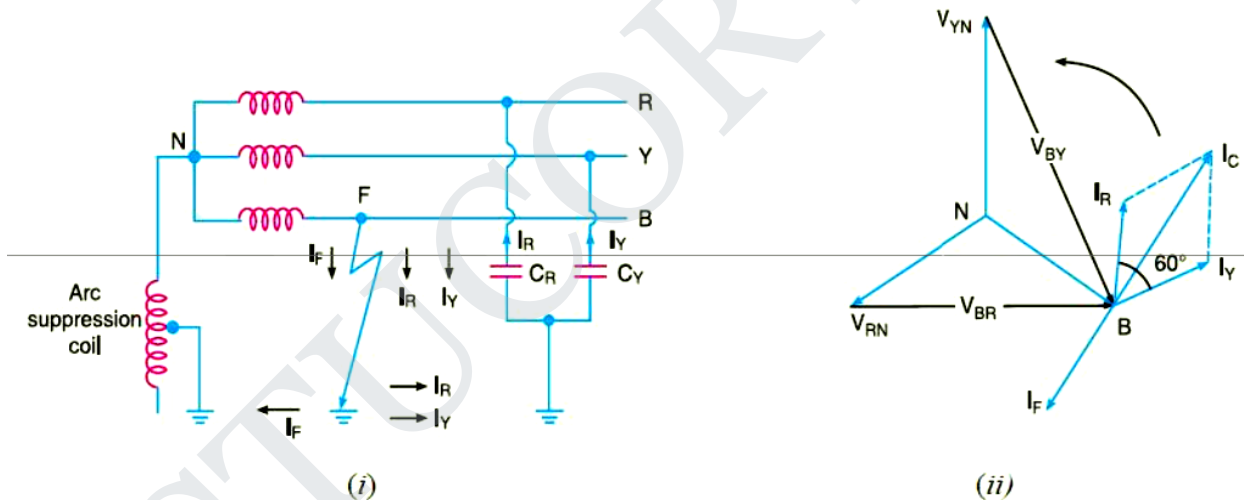 STUCOR
N
R
Y
B
F
I_F
I_R
I_Y
I_R
C_R
I_Y
C_Y
Arc
suppression
coil
I_R
I_Y
I_F
(i)
V_YN
V_BY
I_C
I_R
N
60°
I_Y
V_RN
V_BR
B
I_F
(ii)